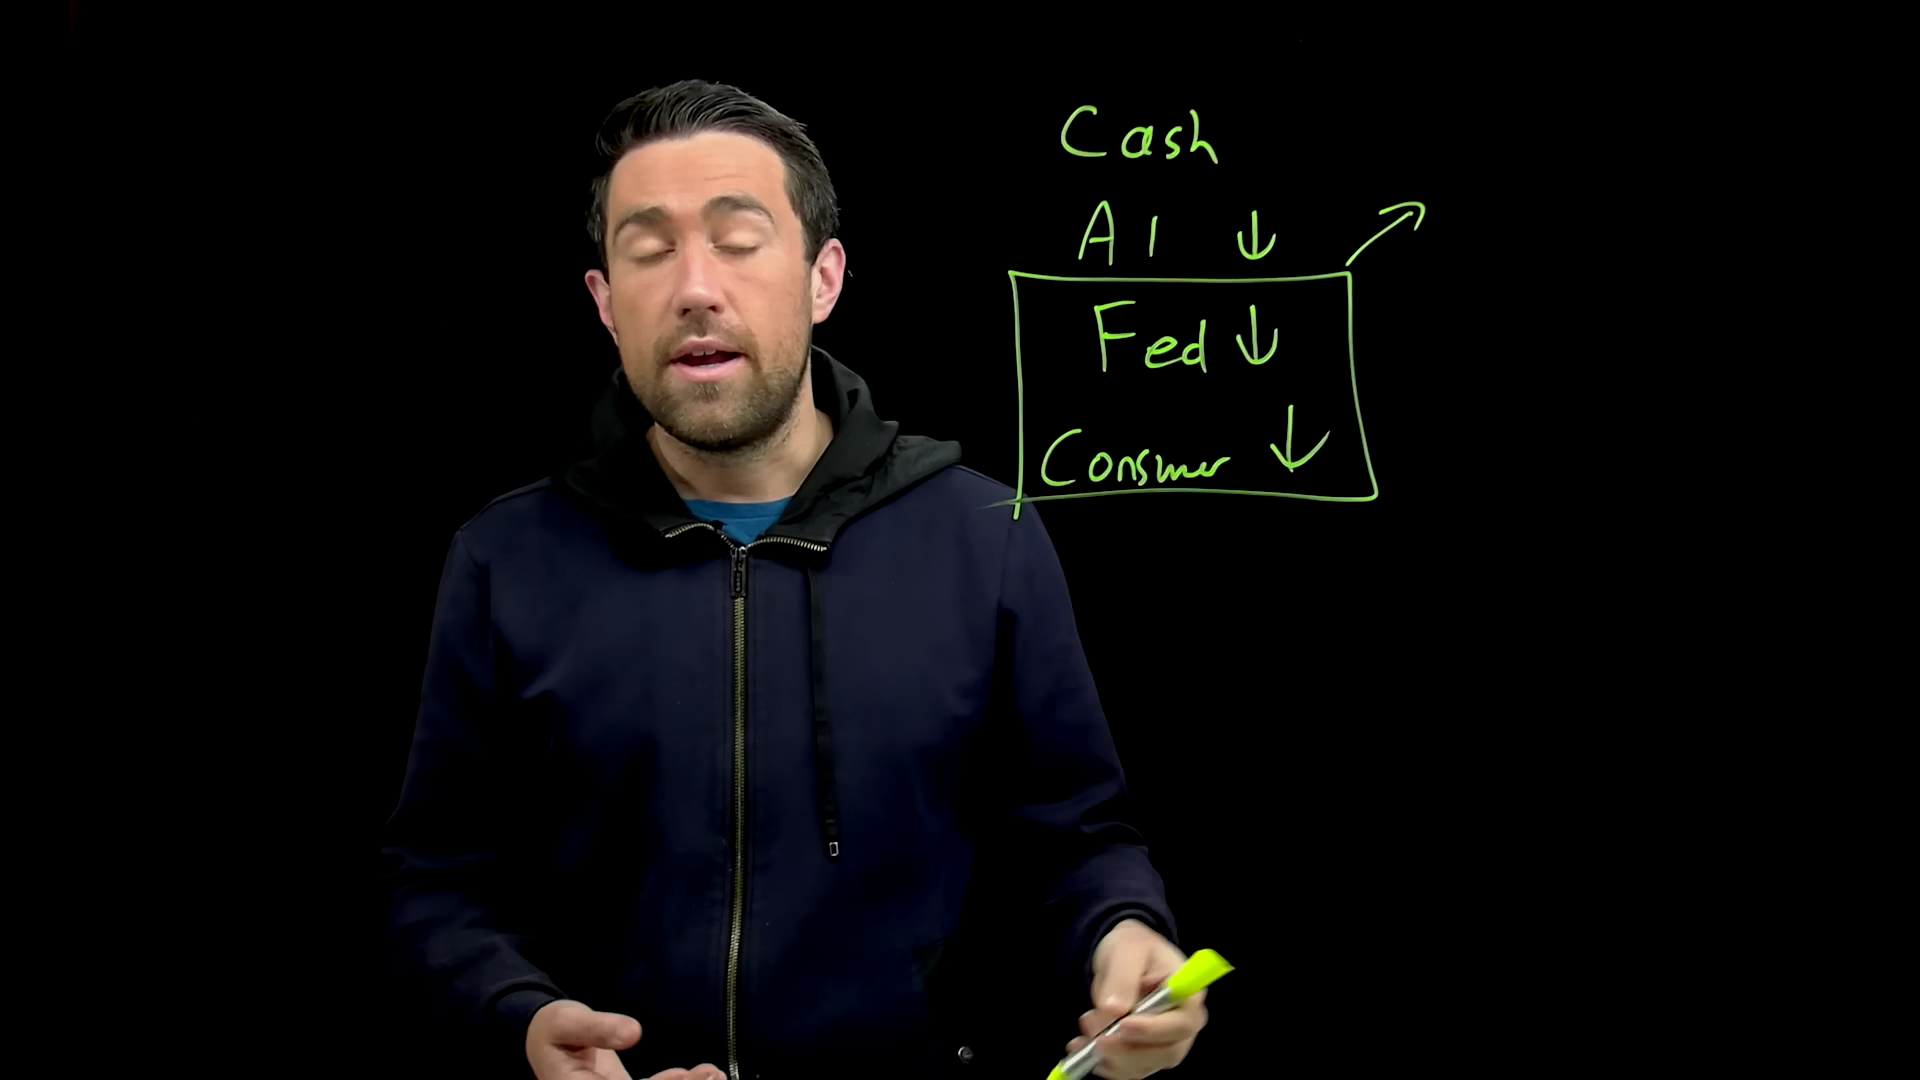 Cash
AI ↓
Fed ↓
Consmer ↓